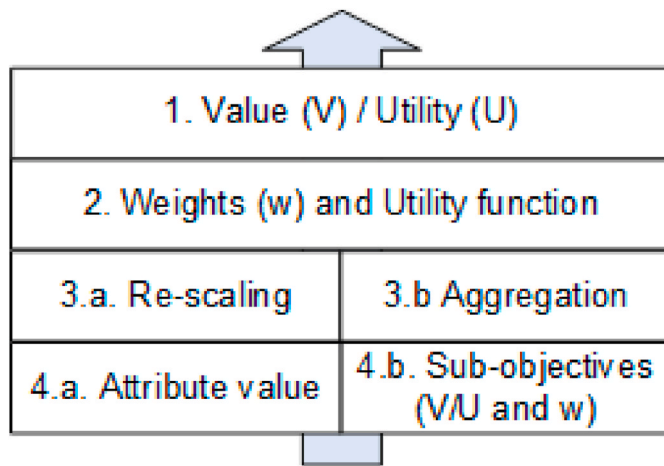 1. Value (V) / Utility (U)
2. Weights (w) and Utility function
3.a. Re-scaling
3.b Aggregation
4.a. Attribute value
4.b. Sub-objectives
(V/U and w)